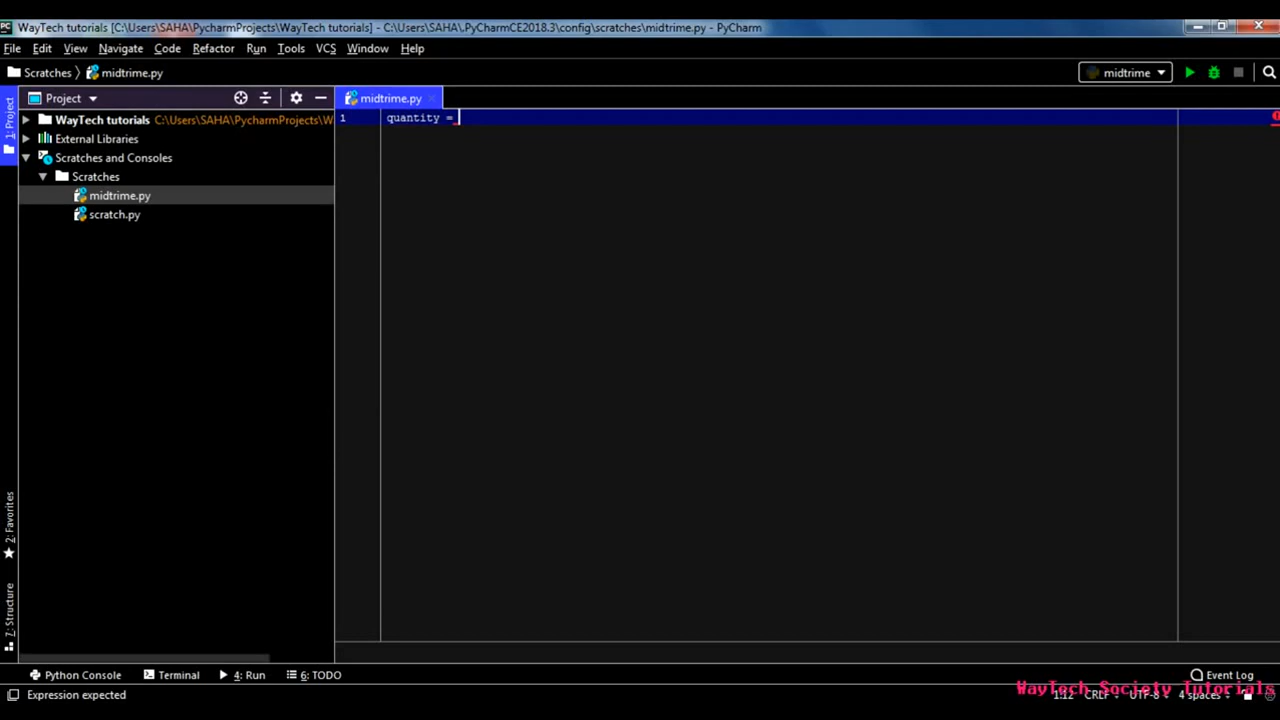 WayTech tutorials [C:\Users\SAHA\PycharmProjects\WayTech tutorials] - C:\Users\SAHA\PyCharmCE2018.3\config\scratches\midtrime.py - PyCharm
File Edit View Navigate Code Refactor Run Tools VCS Window Help
Scratches midtrime.py midtrime
Project midtrime.py
1: Project
1 quantity =
WayTech tutorials C:\Users\SAHA\PycharmProjects\W
External Libraries
Scratches and Consoles
Scratches
midtrime.py
scratch.py
2: Favorites
7: Structure
Python Console Terminal 4: Run 6: TODO Event Log
WayTech Society Tutorials
Expression expected 1:12 CRLF UTF-8 4 spaces